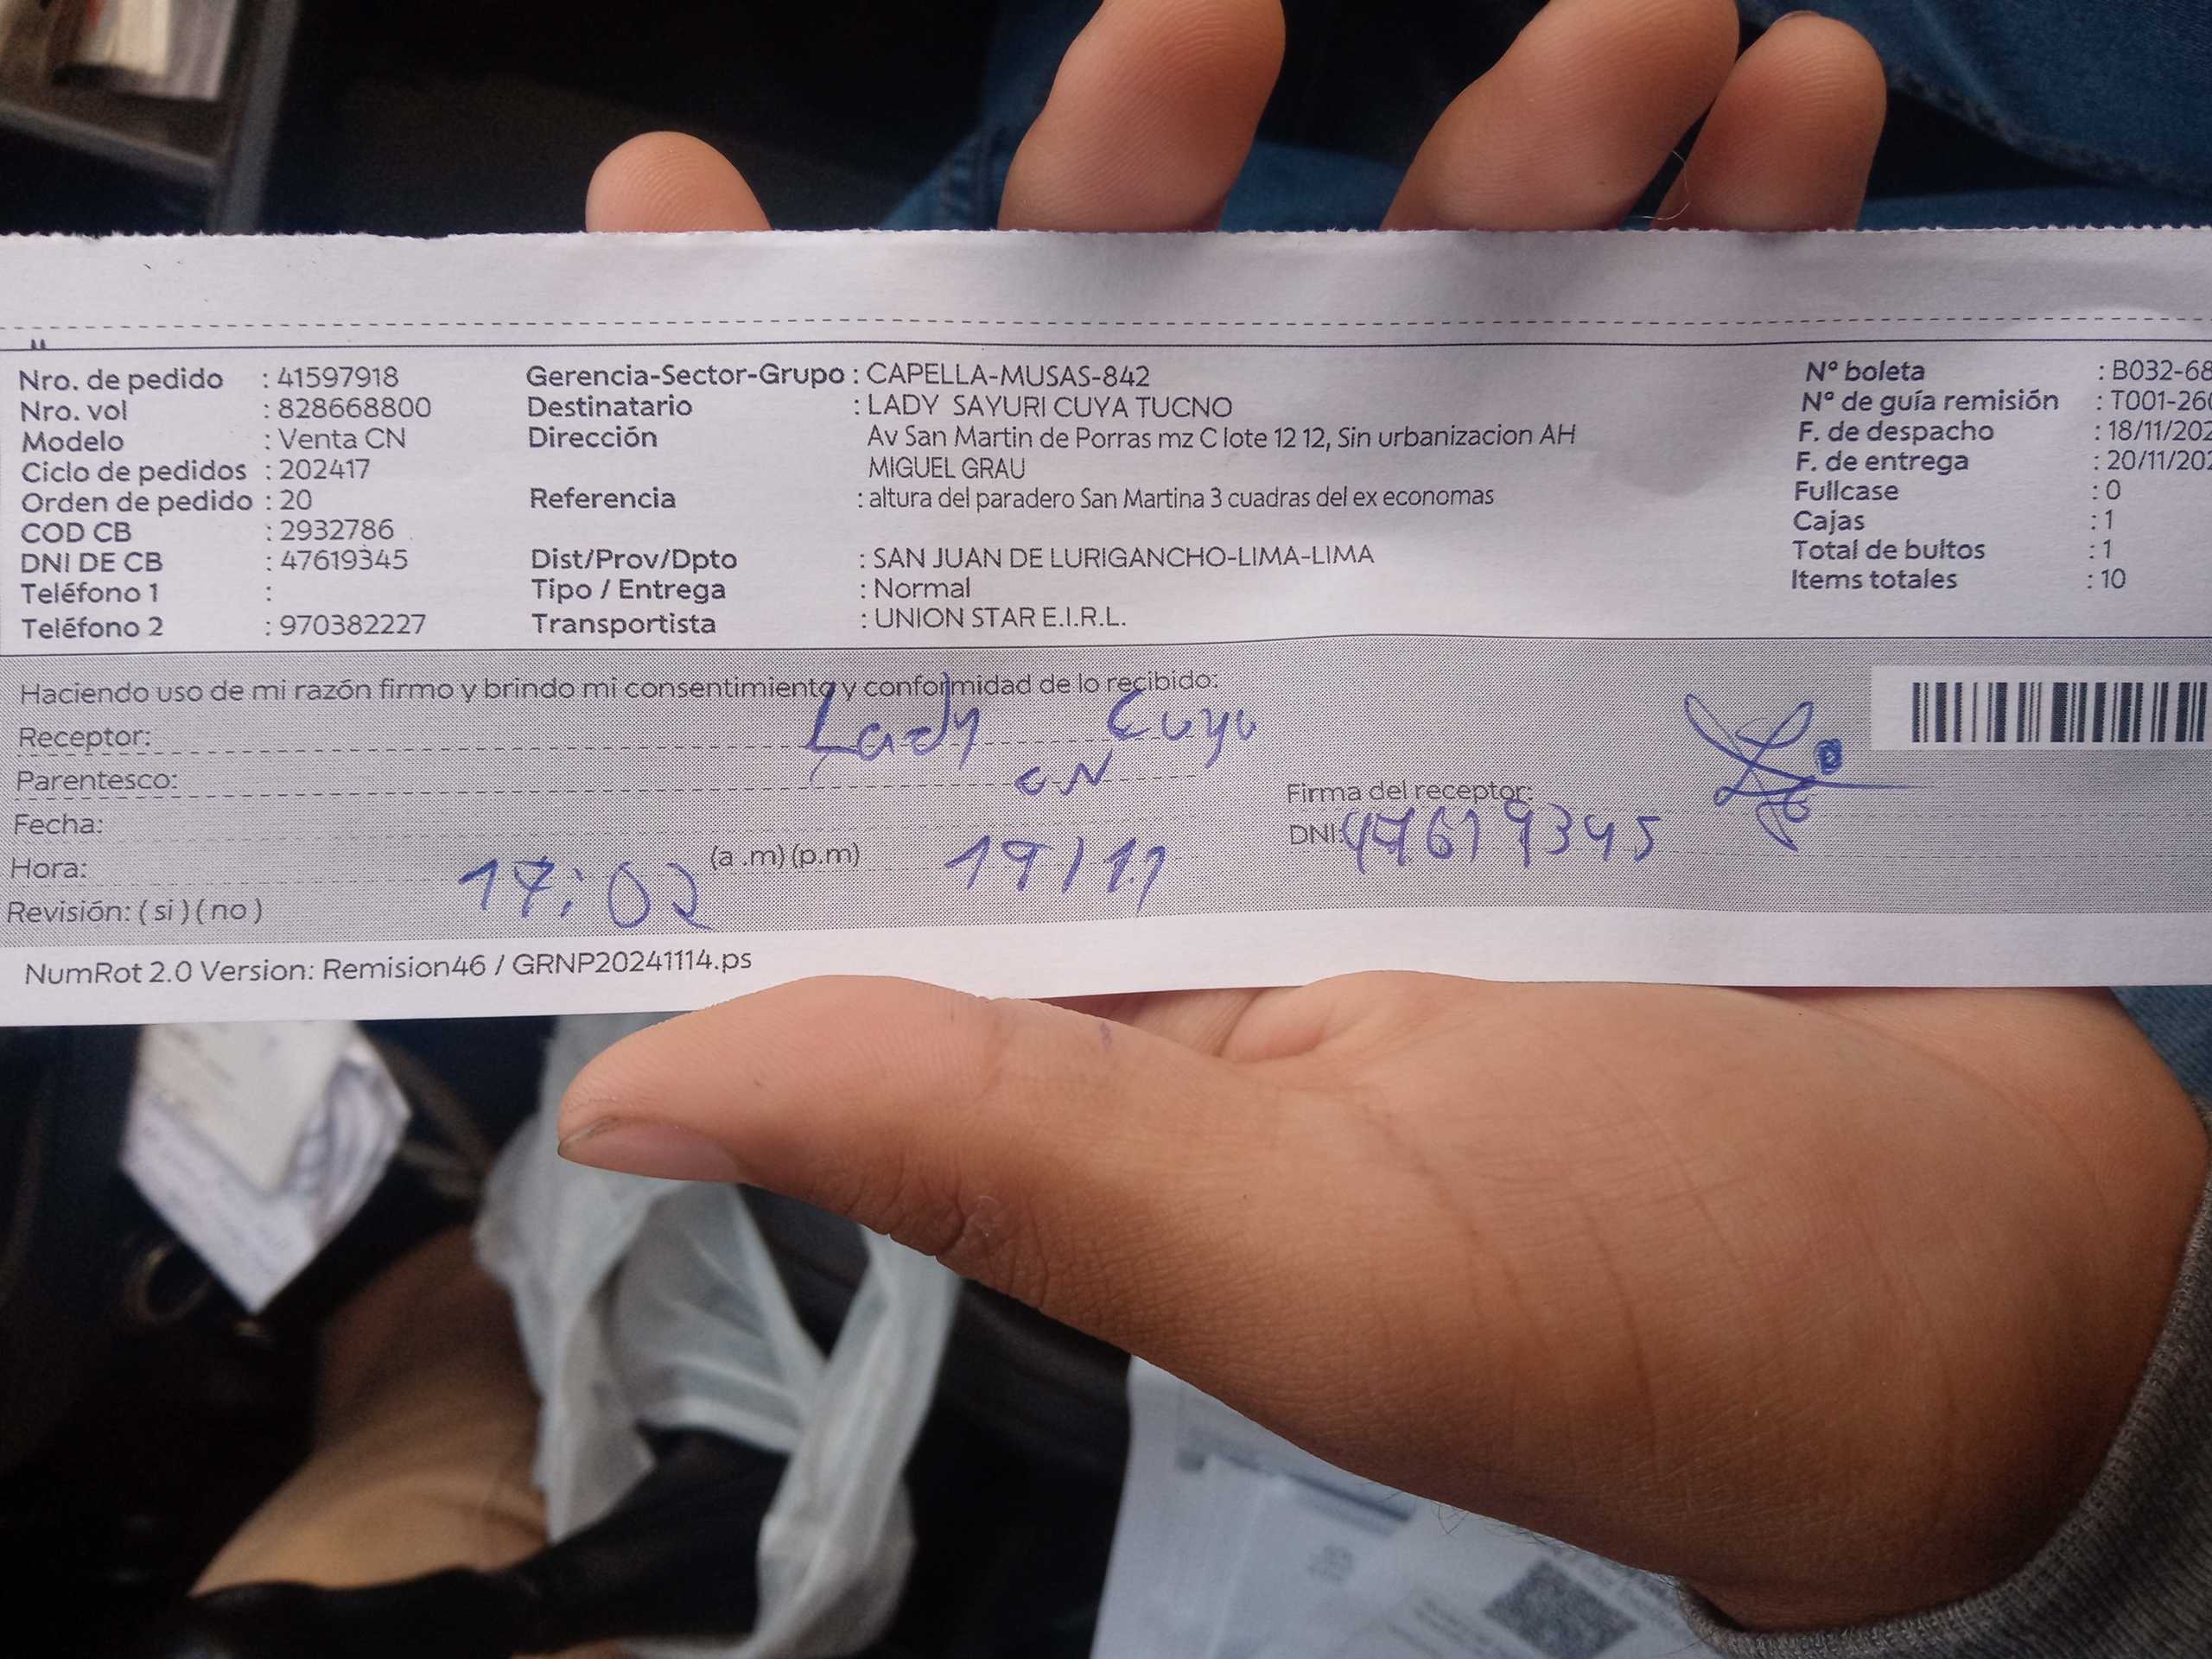 Nro. de pedido : 41597918
Nro. vol : 828668800
Modelo : Venta CN
Ciclo de pedidos : 202417
Orden de pedido : 20
COD CB : 2932786
DNI DE CB : 47619345
Teléfono 1 :
Teléfono 2 : 970382227
Gerencia-Sector-Grupo : CAPELLA-MUSAS-842
Destinatario : LADY SAYURI CUYA TUCNO
Dirección Av San Martin de Porras mz C lote 12 12, Sin urbanizacion AH
MIGUEL GRAU
Referencia : altura del paradero San Martina 3 cuadras del ex economas
Dist/Prov/Dpto : SAN JUAN DE LURIGANCHO-LIMA-LIMA
Tipo / Entrega : Normal
Transportista : UNION STAR E.I.R.L.
Nº boleta : B032-68
Nº de guía remisión : T001-26
F. de despacho : 18/11/202
F. de entrega : 20/11/202
Fullcase : 0
Cajas : 1
Total de bultos : 1
Items totales : 10
Haciendo uso de mi razón firmo y brindo mi consentimiento y conformidad de lo recibido:
Receptor: Lady Cuya
Parentesco: CN
Firma del receptor:
Fecha: 19/11
DNI: 47619345
Hora: 17:02 (a .m) (p.m)
Revisión: ( si ) ( no )
NumRot 2.0 Version: Remision46 / GRNP20241114.ps